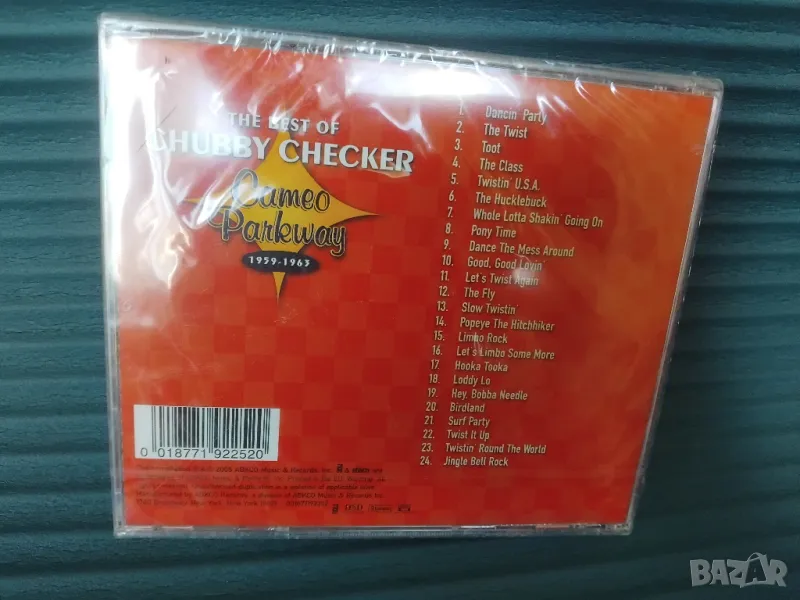 THE BEST OF
CHUBBY CHECKER
Cameo
Parkway
1959-1963
1. Dancin' Party
2. The Twist
3. Toot
4. The Class
5. Twistin' U.S.A.
6. The Hucklebuck
7. Whole Lotta Shakin' Going On
8. Pony Time
9. Dance The Mess Around
10. Good, Good Lovin'
11. Let's Twist Again
12. The Fly
13. Slow Twistin'
14. Popeye The Hitchhiker
15. Limbo Rock
16. Let's Limbo Some More
17. Hooka Tooka
18. Loddy Lo
19. Hey, Bobba Needle
20. Birdland
21. Surf Party
22. Twist It Up
23. Twistin' Round The World
24. Jingle Bell Rock
0 018771 922520
ABKCO Music & Records, Inc.
DSD
BAZAR